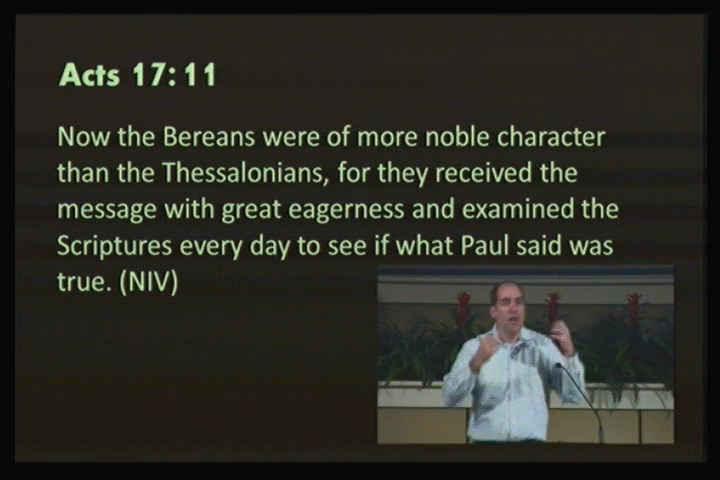 Acts 17:11
Now the Bereans were of more noble character
than the Thessalonians, for they received the
message with great eagerness and examined the
Scriptures every day to see if what Paul said was
true. (NIV)